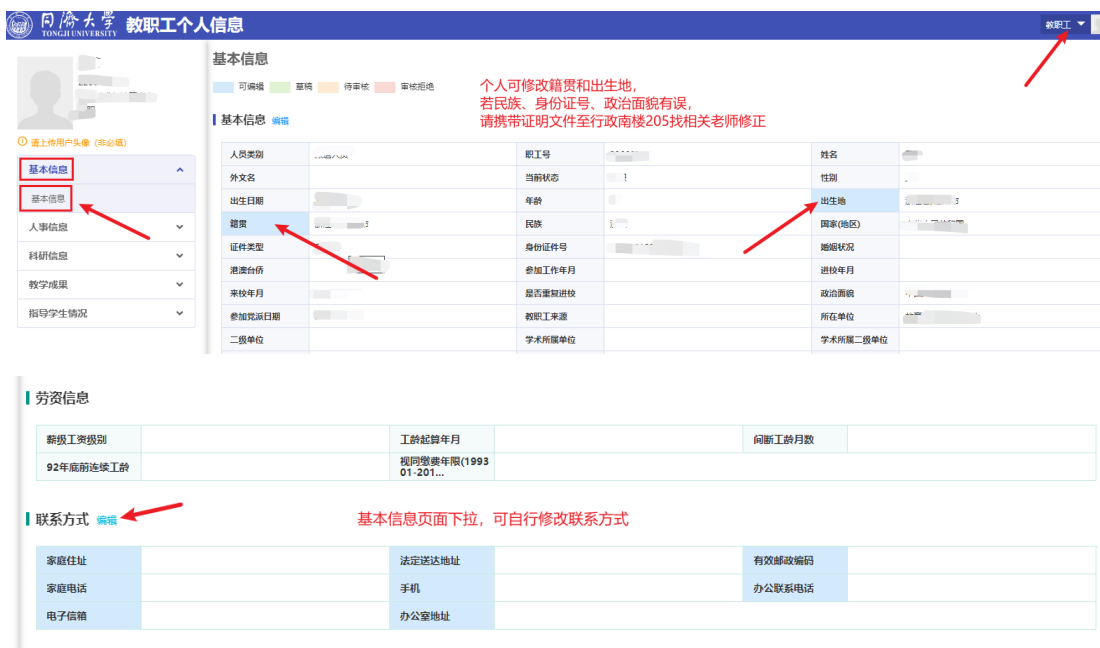 同济大学 教职工个人信息
TONGJI UNIVERSITY
教职工
基本信息
可编辑 草稿 待审核 审核拒绝
个人可修改籍贯和出生地,
若民族、身份证号、政治面貌有误,
请携带证明文件至行政南楼205找相关老师修正
基本信息 编辑
请上传用户头像 (非必填)
基本信息
基本信息
人事信息
科研信息
教学成果
指导学生情况
人员类别 职工号 姓名
外文名 当前状态 性别
出生日期 年龄 出生地
籍贯 民族 国家(地区)
证件类型 身份证件号 婚姻状况
港澳台侨 参加工作年月 进校年月
来校年月 是否重复进校 政治面貌
参加党派日期 教职工来源 所在单位
二级单位 学术所属单位 学术所属二级单位
劳资信息
薪级工资级别 工龄起算年月 间断工龄月数
92年底前连续工龄 视同缴费年限(1993
01-201...
联系方式 编辑
基本信息页面下拉，可自行修改联系方式
家庭住址 法定送达地址 有效邮政编码
家庭电话 手机 办公联系电话
电子信箱 办公室地址